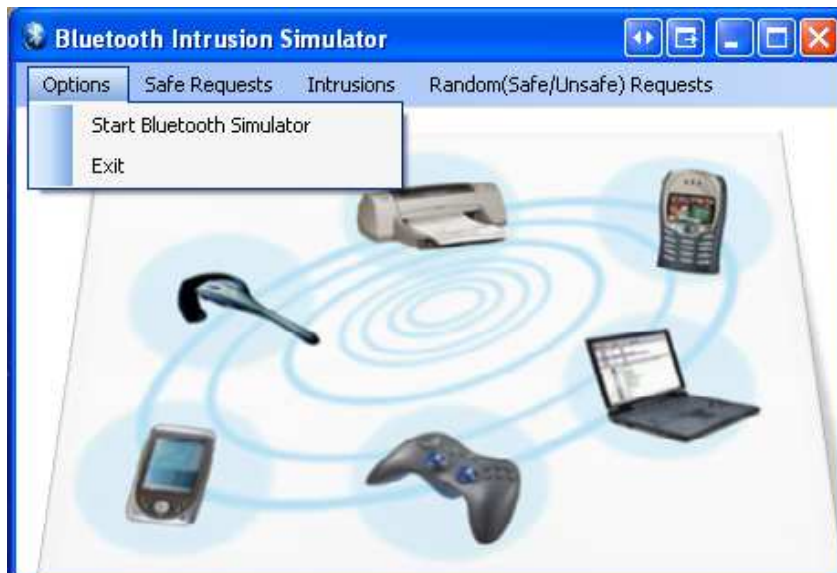 Bluetooth Intrusion Simulator
Options Safe Requests Intrusions Random(Safe/Unsafe) Requests
Start Bluetooth Simulator
Exit